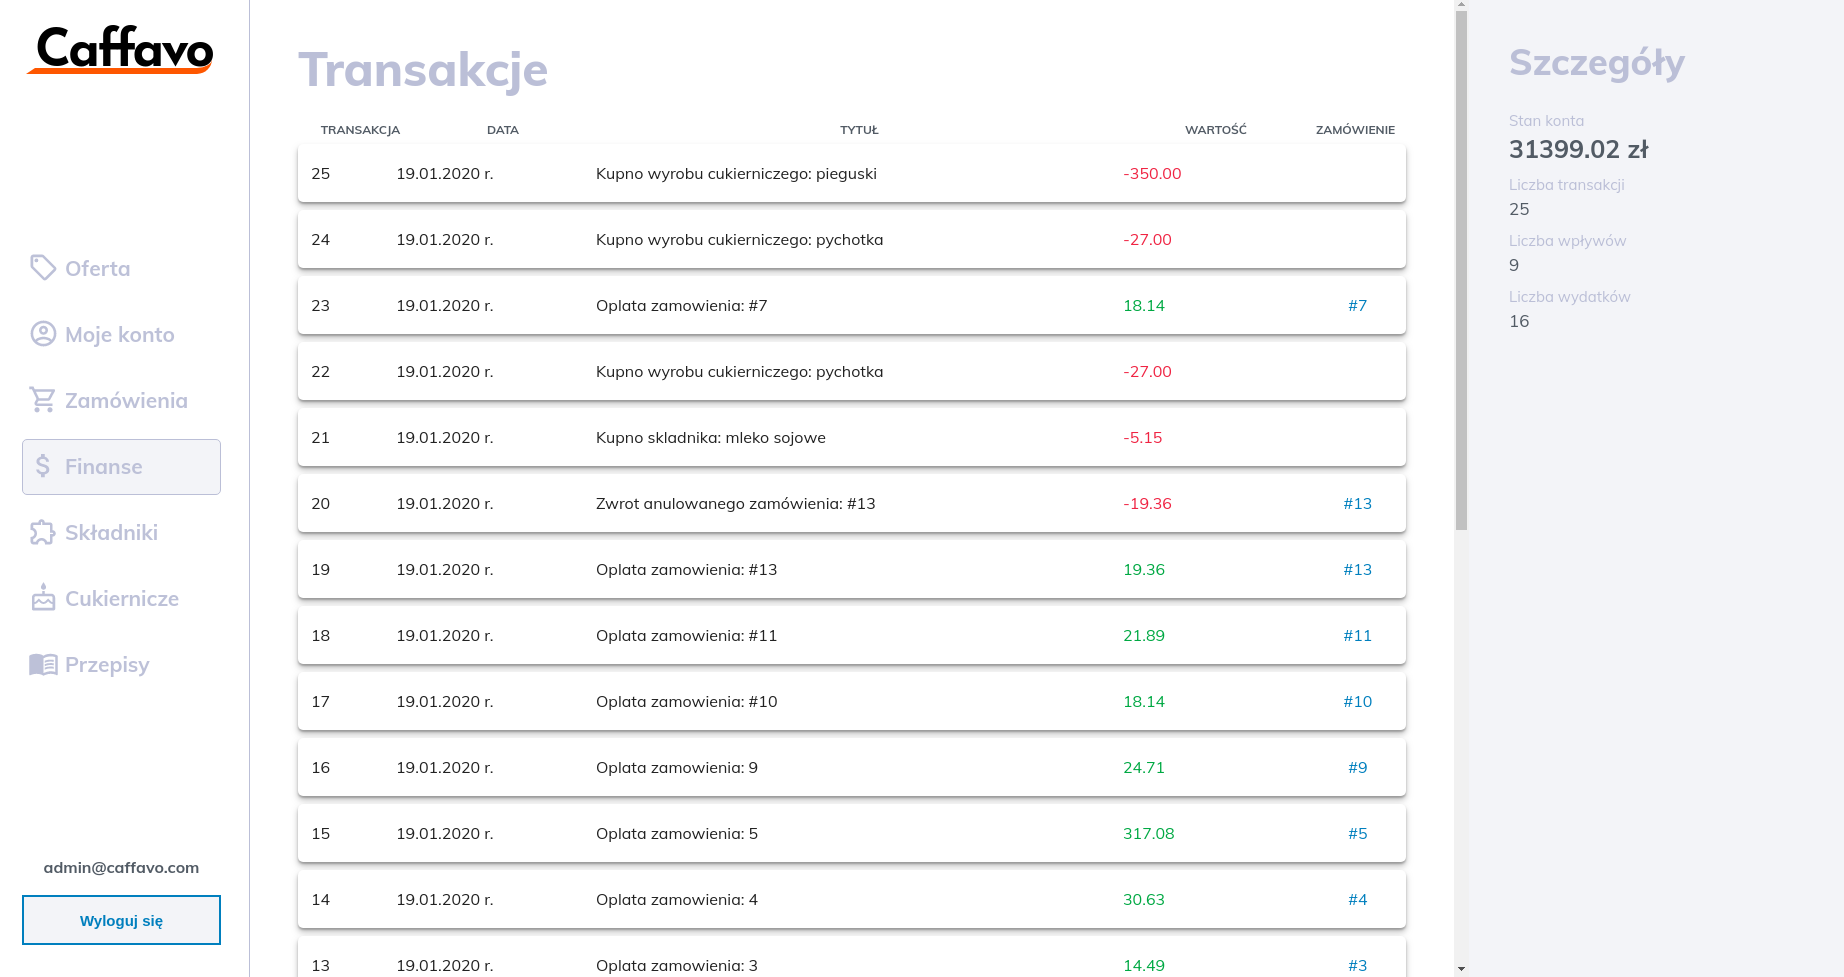 Caffavo
Oferta
Moje konto
Zamówienia
Finanse
Składniki
Cukiernicze
Przepisy
admin@caffavo.com
Wyloguj się
Transakcje
TRANSAKCJA DATA TYTUŁ WARTOŚĆ ZAMÓWIENIE
25 19.01.2020 r. Kupno wyrobu cukierniczego: pieguski -350.00
24 19.01.2020 r. Kupno wyrobu cukierniczego: pychotka -27.00
23 19.01.2020 r. Oplata zamowienia: #7 18.14 #7
22 19.01.2020 r. Kupno wyrobu cukierniczego: pychotka -27.00
21 19.01.2020 r. Kupno skladnika: mleko sojowe -5.15
20 19.01.2020 r. Zwrot anulowanego zamówienia: #13 -19.36 #13
19 19.01.2020 r. Oplata zamowienia: #13 19.36 #13
18 19.01.2020 r. Oplata zamowienia: #11 21.89 #11
17 19.01.2020 r. Oplata zamowienia: #10 18.14 #10
16 19.01.2020 r. Oplata zamowienia: 9 24.71 #9
15 19.01.2020 r. Oplata zamowienia: 5 317.08 #5
14 19.01.2020 r. Oplata zamowienia: 4 30.63 #4
13 19.01.2020 r. Oplata zamowienia: 3 14.49 #3
Szczegóły
Stan konta
31399.02 zł
Liczba transakcji
25
Liczba wpływów
9
Liczba wydatków
16